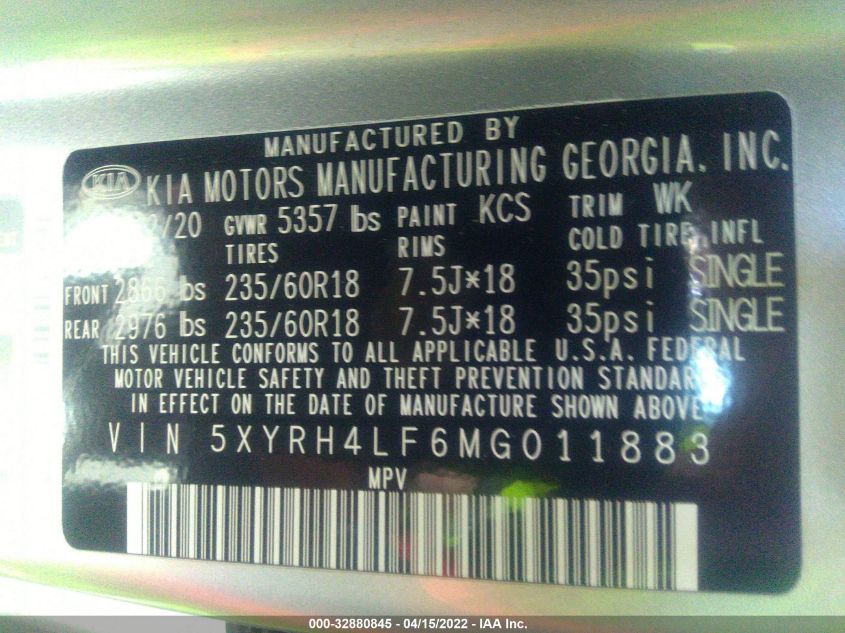 MANUFACTURED BY
KIA KIA MOTORS MANUFACTURING GEORGIA, INC.
/20 GVWR 5357 lbs PAINT KCS TRIM WK
TIRES RIMS COLD TIRE INFL
FRONT 2866 lbs 235/60R18 7.5J*18 35psi SINGLE
REAR 2976 lbs 235/60R18 7.5J*18 35psi SINGLE
THIS VEHICLE CONFORMS TO ALL APPLICABLE U.S.A. FEDERAL
MOTOR VEHICLE SAFETY AND THEFT PREVENTION STANDAR
IN EFFECT ON THE DATE OF MANUFACTURE SHOWN ABOVE
VIN 5XYRH4LF6MG011883
MPV
000-32880845 - 04/15/2022 - IAA Inc.